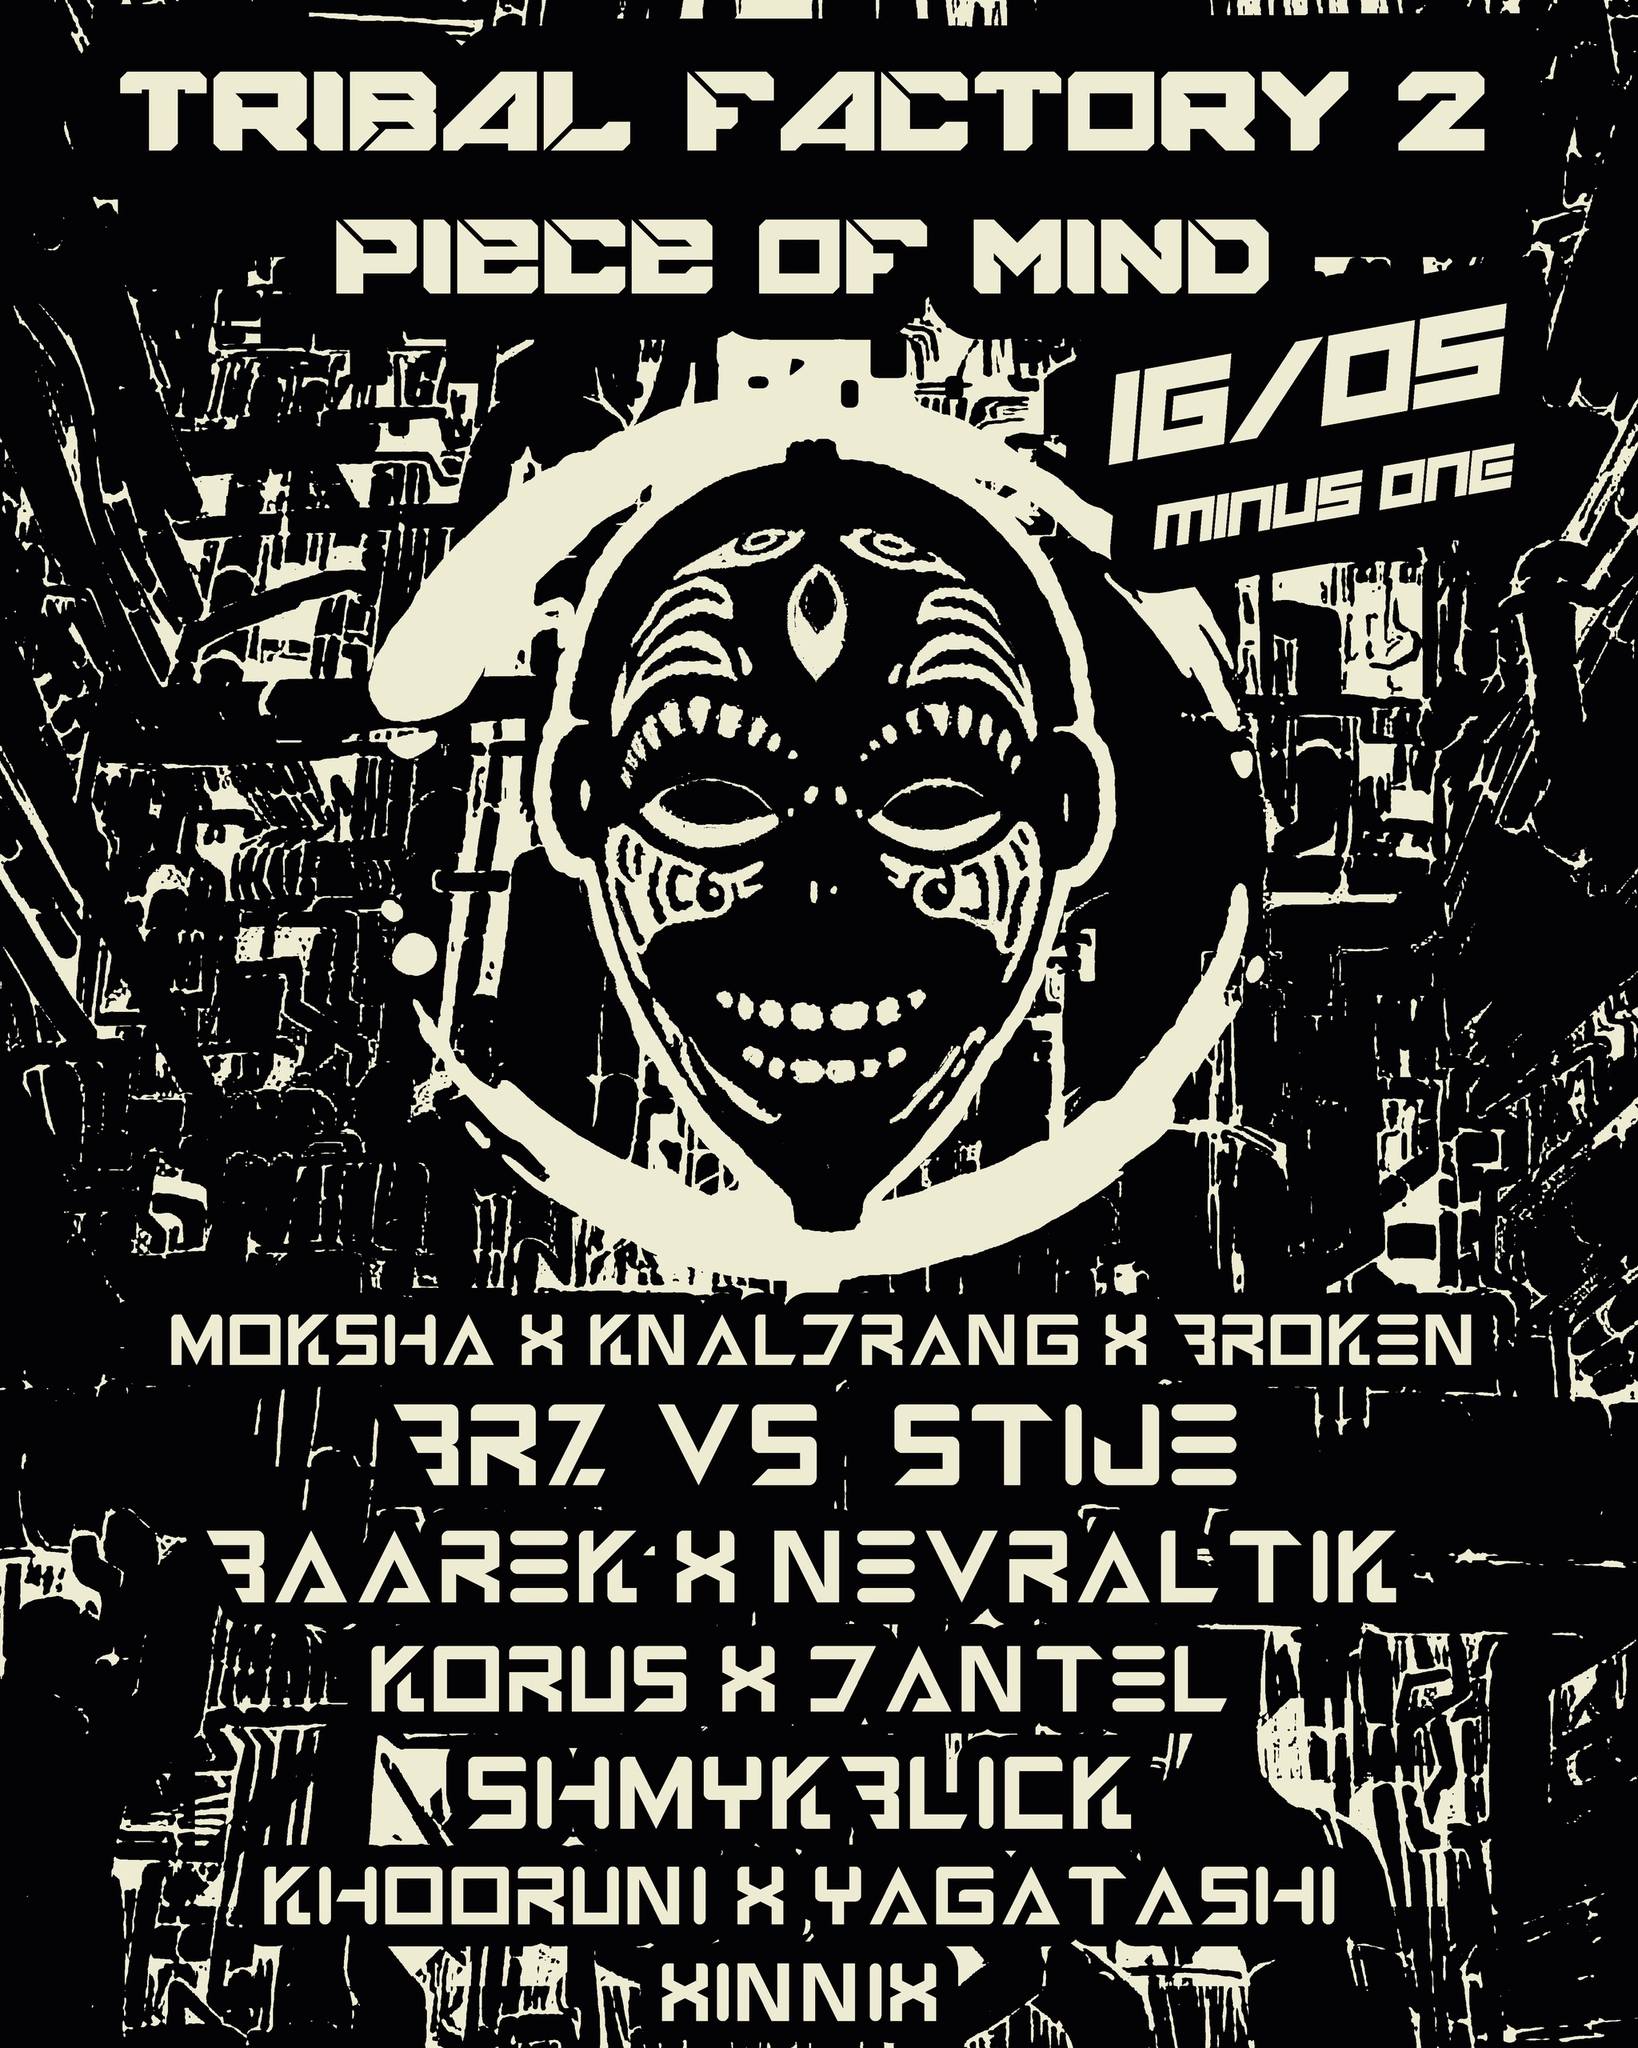 TRIBAL FACTORY 2
PIECE OF MIND
16/05
MINUS ONE
MOKSHA X KNALDRANG X BROKEN
BRZ VS STIJE
BAAREK X NEVRALTIK
KORUS X DANTEL
SHMYKBLICK
KHOORUNI X YAGATASHI
XINNIX